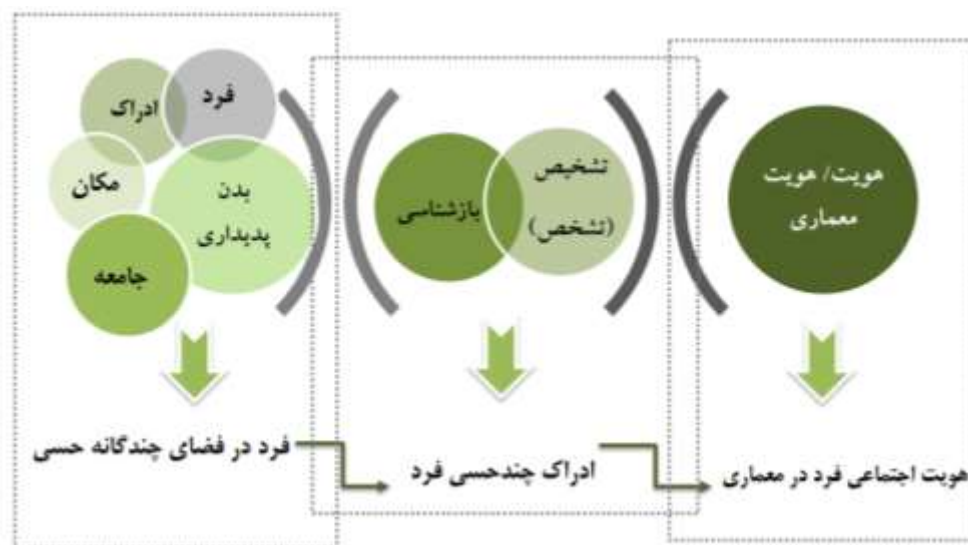 هویت/ هویت
معماری
تشخیص
(تشخص)
بازشناسی
فرد
ادراک
مکان
بدن
پدیداری
جامعه
هویت اجتماعی فرد در معماری
ادراک چندحسی فرد
فرد در فضای چندگانه حسی